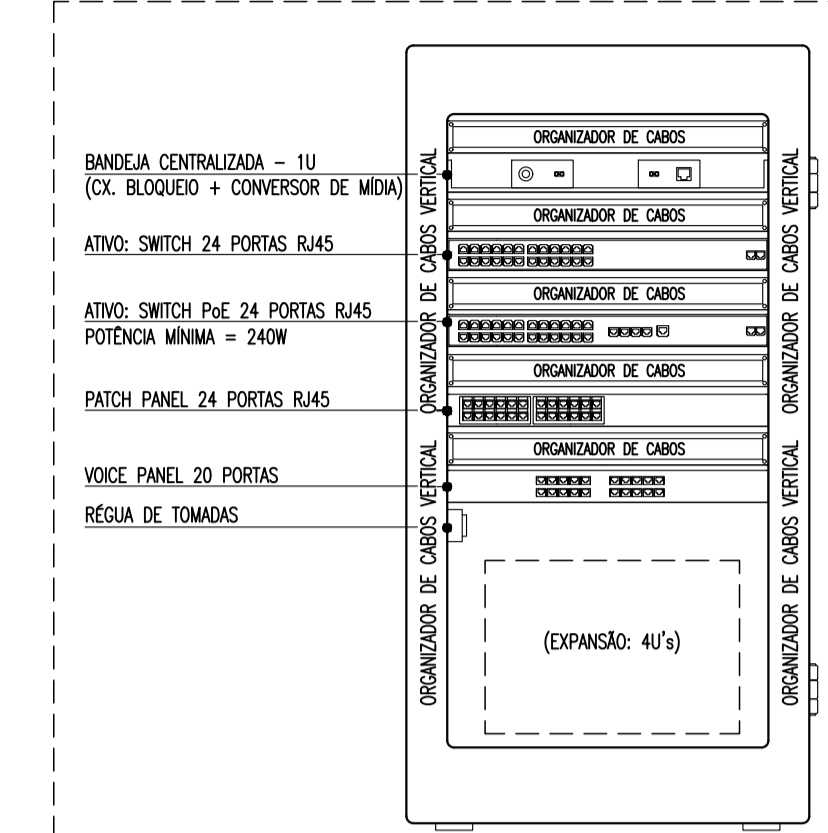 ORGANIZADOR DE CABOS
BANDEJA CENTRALIZADA – 1U
(CX. BLOQUEIO + CONVERSOR DE MÍDIA)
ORGANIZADOR DE CABOS
ATIVO: SWITCH 24 PORTAS RJ45
ORGANIZADOR DE CABOS
ATIVO: SWITCH PoE 24 PORTAS RJ45
POTÊNCIA MÍNIMA = 240W
ORGANIZADOR DE CABOS
PATCH PANEL 24 PORTAS RJ45
ORGANIZADOR DE CABOS
VOICE PANEL 20 PORTAS
RÉGUA DE TOMADAS
(EXPANSÃO: 4U's)
ORGANIZADOR DE CABOS VERTICAL
ORGANIZADOR DE CABOS VERTICAL
ORGANIZADOR DE CABOS VERTICAL
ORGANIZADOR DE CABOS VERTICAL